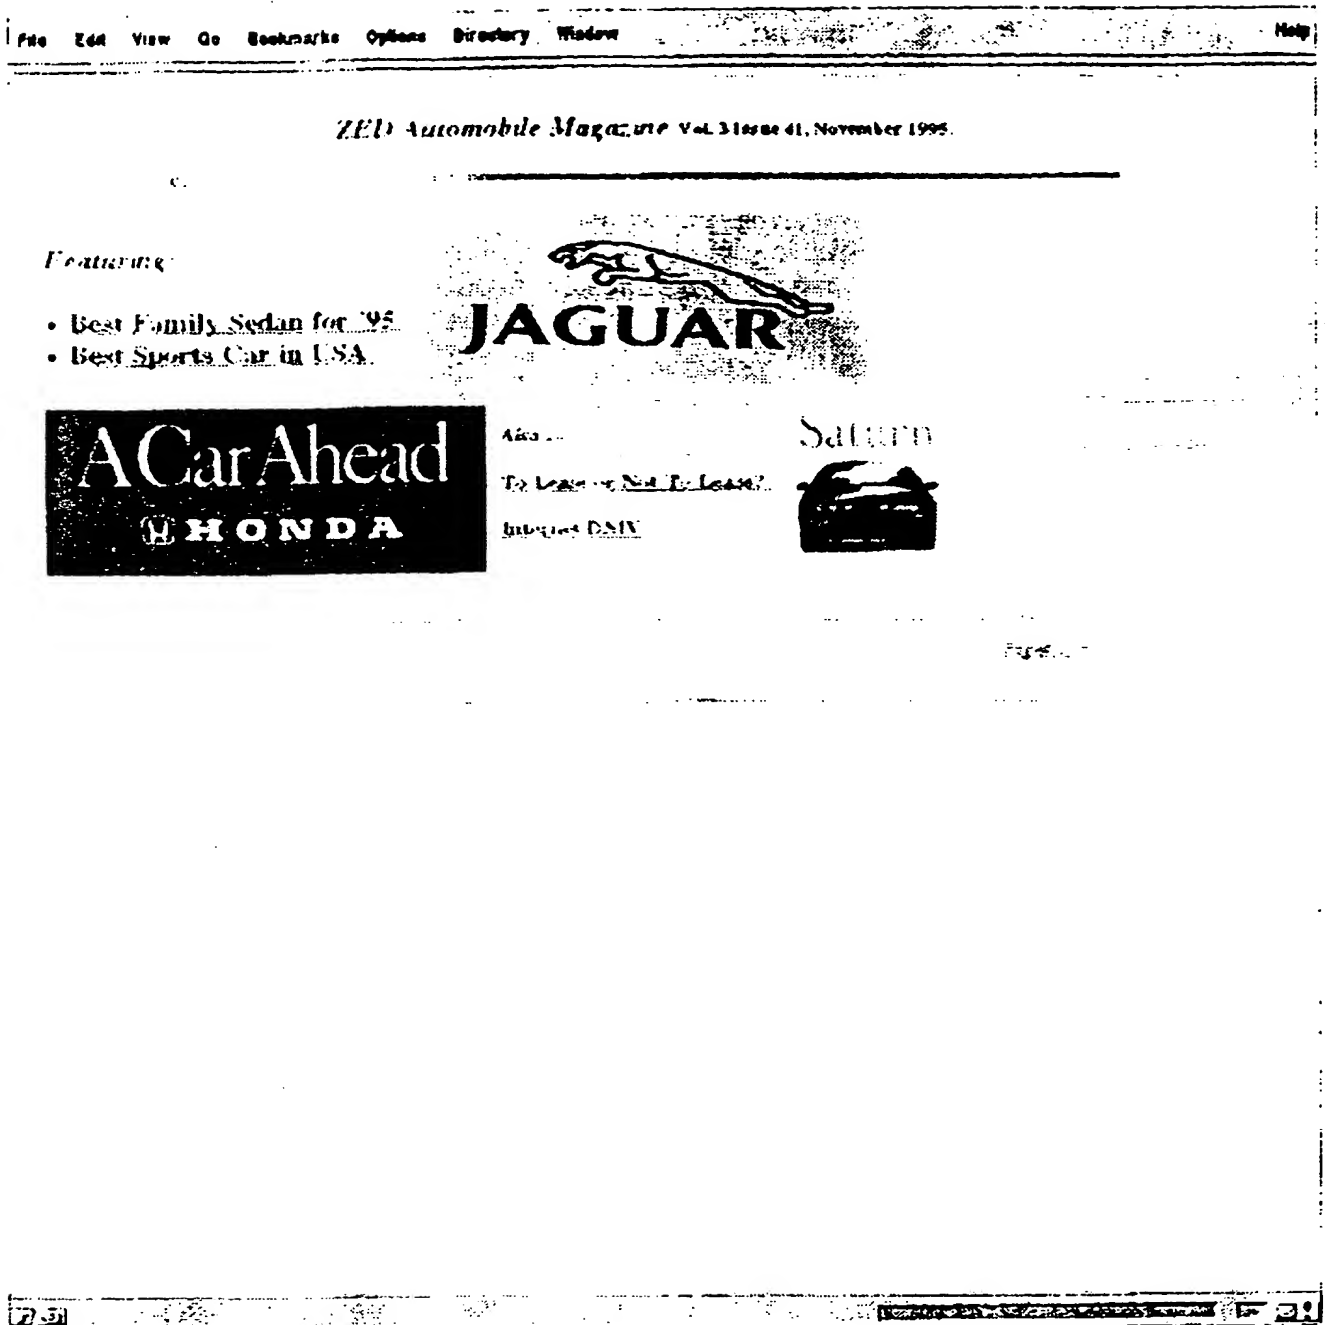 File Edit View Go Bookmarks Options Directory Window Help
ZED Automobile Magazine Vol. 3 Issue 41, November 1995.
Featuring:
• Best Family Sedan for '95
• Best Sports Car in USA
JAGUAR
A Car Ahead
HONDA
Also ...
To Lease or Not To Lease?
Internet DMV
Saturn